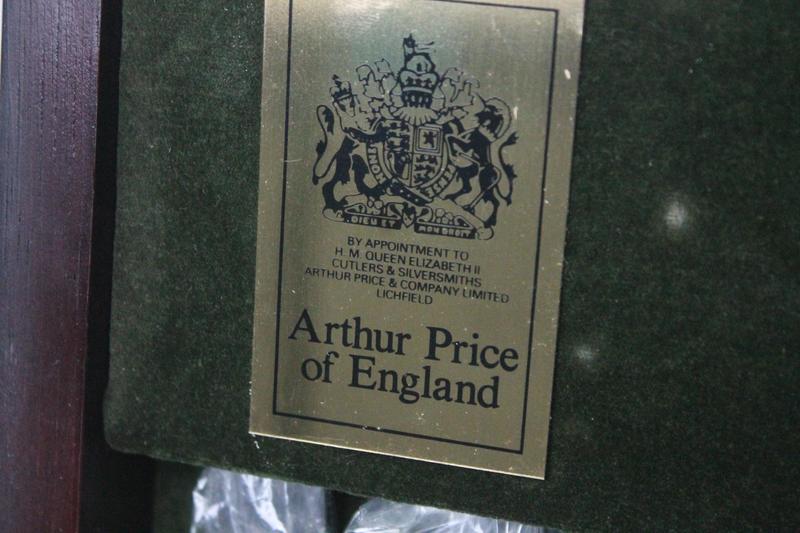 DIEU ET MON DROIT
BY APPOINTMENT TO
H. M. QUEEN ELIZABETH II
CUTLERS & SILVERSMITHS
ARTHUR PRICE & COMPANY LIMITED
LICHFIELD
Arthur Price
of England